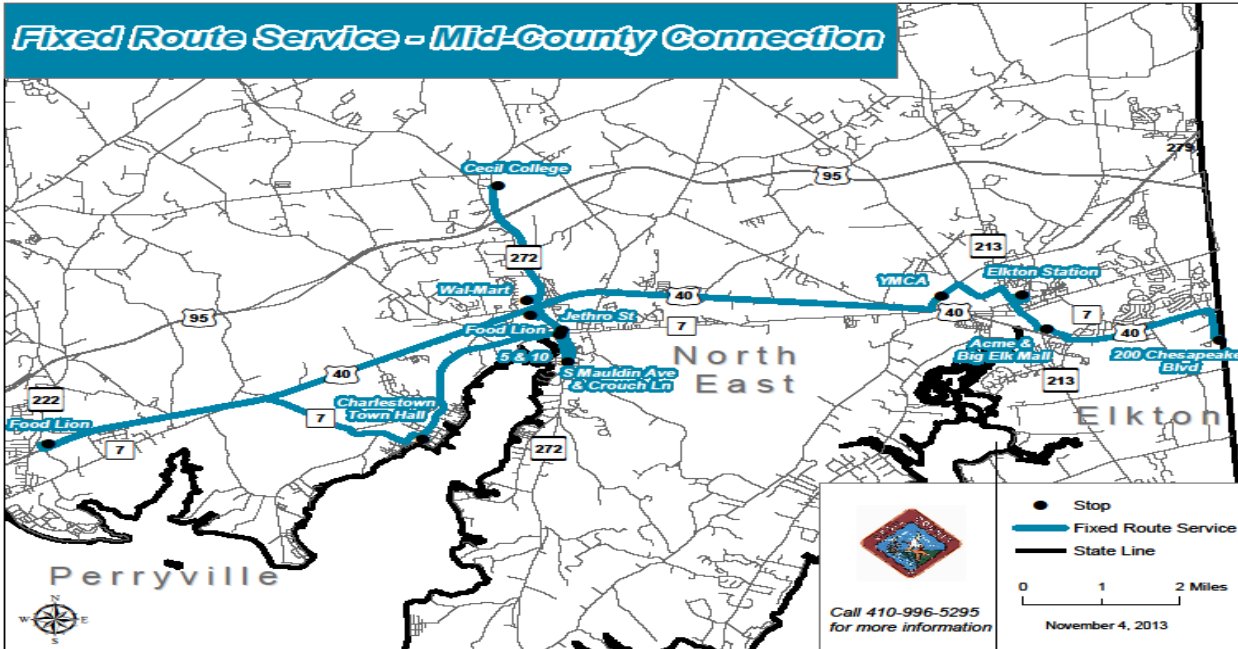 Fixed Route Service - Mid-County Connection
279
Cecil College
95
213
272
YMCA
Elkton Station
Wal-Mart
40
Jethro St
7
40
7
40
95
Food Lion
5 & 10
S Mauldin Ave
& Crouch Ln
North
East
Acme &
Big Elk Mall
200 Chesapeake
Blvd
40
213
222
Charlestown
Town Hall
7
Elkton
Food Lion
7
272
Perryville
N
W
E
S
Stop
Fixed Route Service
State Line
0 1 2 Miles
Call 410-996-5295
for more information
November 4, 2013